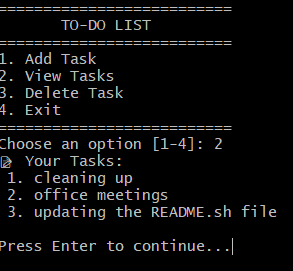 ==========================
TO-DO LIST
==========================
1. Add Task
2. View Tasks
3. Delete Task
4. Exit
==========================
Choose an option [1-4]: 2
📝 Your Tasks:
1. cleaning up
2. office meetings
3. updating the README.sh file
Press Enter to continue...